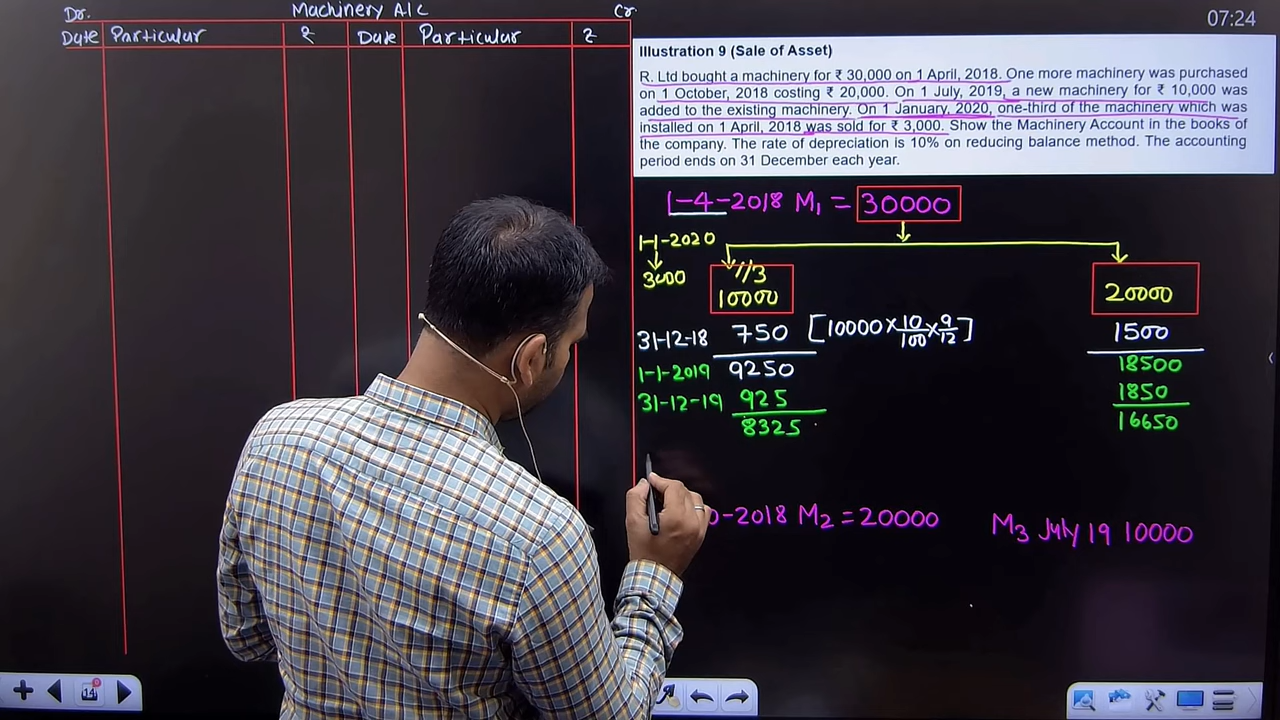 Dr. Machinery A/c Cr
Date Particular ₹ Date Particular ₹
07:24
Illustration 9 (Sale of Asset)
R. Ltd bought a machinery for ₹ 30,000 on 1 April, 2018. One more machinery was purchased
on 1 October, 2018 costing ₹ 20,000. On 1 July, 2019, a new machinery for ₹ 10,000 was
added to the existing machinery. On 1 January, 2020, one-third of the machinery which was
installed on 1 April, 2018 was sold for ₹ 3,000. Show the Machinery Account in the books of
the company. The rate of depreciation is 10% on reducing balance method. The accounting
period ends on 31 December each year.
1-4-2018 M1 = 30000
1-1-2020
3000
1/3
10000
20000
31-12-18 750 [10000×10/100×9/12] 1500
1-1-2019 9250 18500
31-12-19 925 1850
8325 16650
0-2018 M2 = 20000 M3 July 19 10000
14